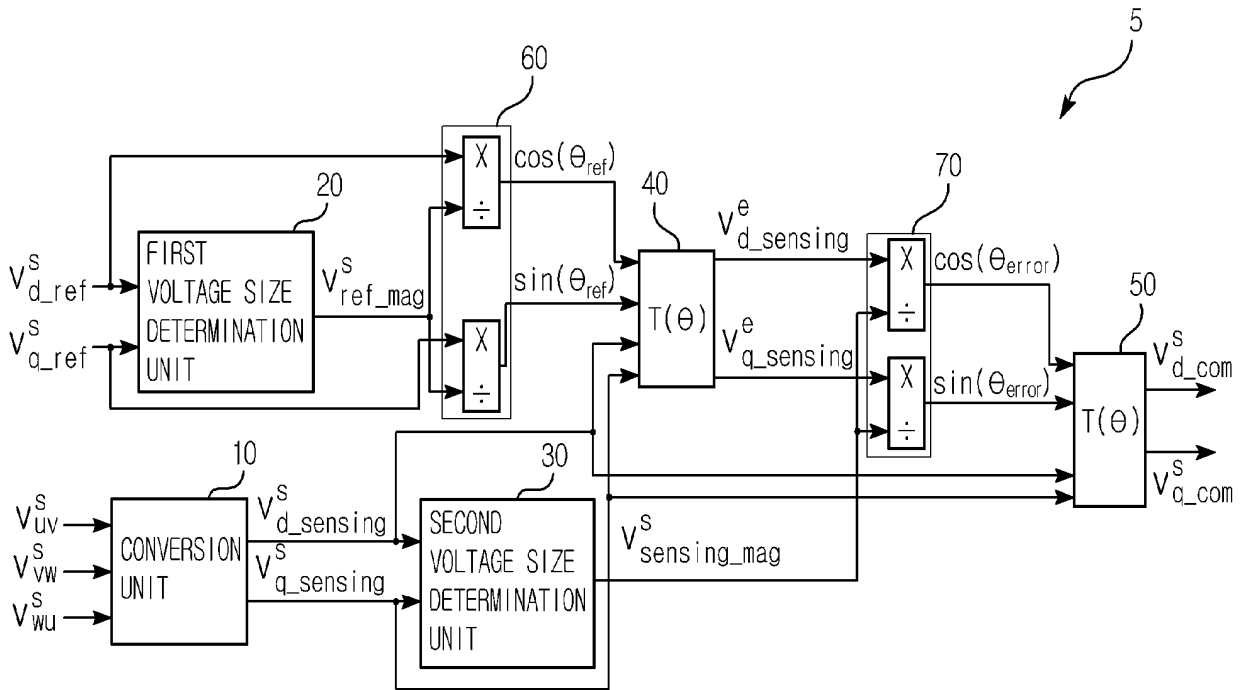 5
60
X
÷
cos(θref)
20
FIRST
VOLTAGE SIZE
DETERMINATION
UNIT
V^s_d_ref
V^s_q_ref
V^s_ref_mag
X
÷
sin(θref)
40
T(θ)
V^e_d_sensing
V^e_q_sensing
70
X
÷
cos(θerror)
X
÷
sin(θerror)
50
T(θ)
V^s_d_com
V^s_q_com
10
V^s_uv
V^s_vw
V^s_wu
CONVERSION
UNIT
V^s_d_sensing
V^s_q_sensing
30
SECOND
VOLTAGE SIZE
DETERMINATION
UNIT
V^s_sensing_mag